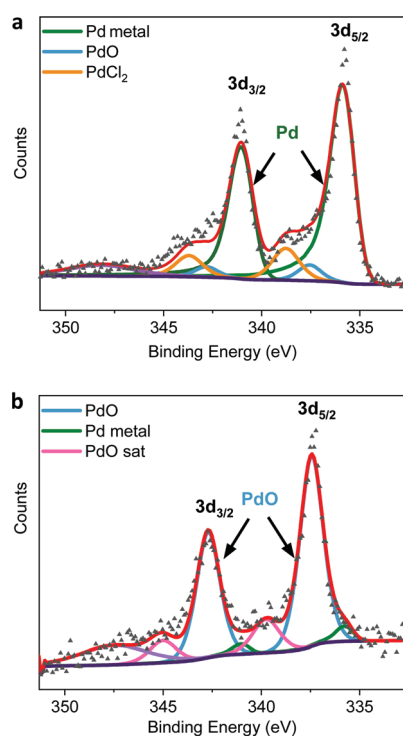 a
Pd metal
PdO
PdCl₂
3d₃/₂
3d₅/₂
Pd
Counts
350 345 340 335
Binding Energy (eV)
b
PdO
Pd metal
PdO sat
3d₃/₂
3d₅/₂
PdO
Counts
350 345 340 335
Binding Energy (eV)